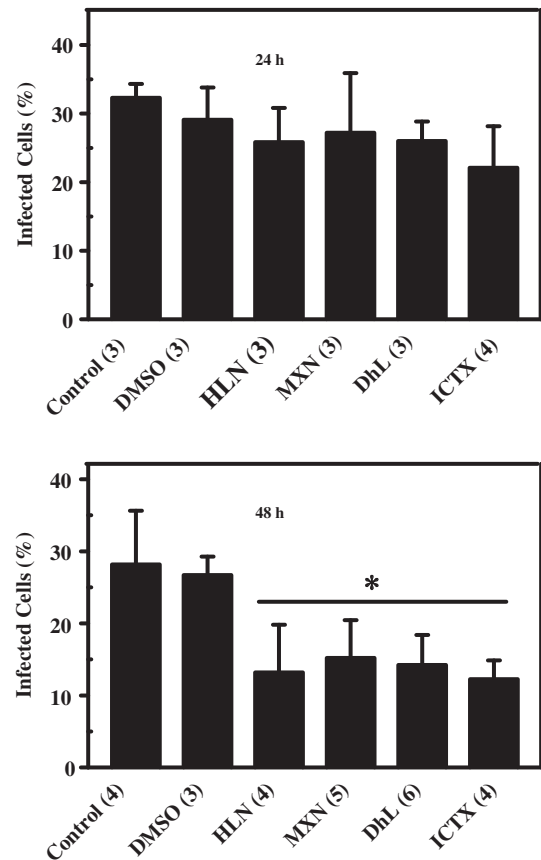 40
30
20
10
0
Infected Cells (%)
24 h
Control (3)
DMSO (3)
HLN (3)
MXN (3)
DhL (3)
ICTX (4)
40
30
20
10
0
Infected Cells (%)
48 h
*
Control (4)
DMSO (3)
HLN (4)
MXN (5)
DhL (6)
ICTX (4)